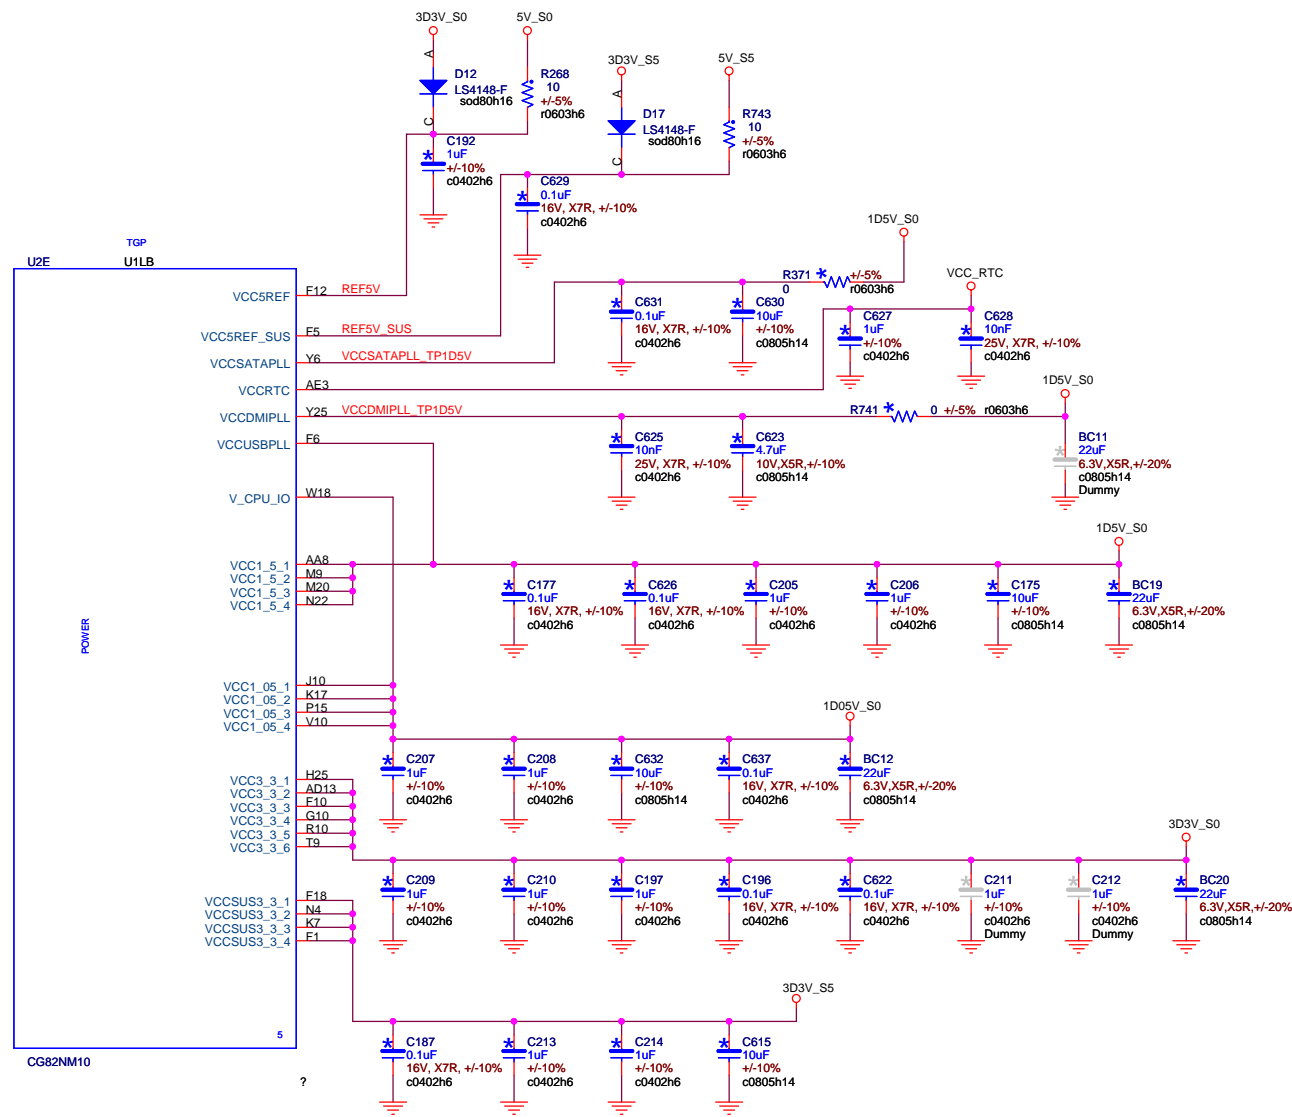 3D3V_S0
5V_S0
A
D12
LS4148-F
sod80h16
C
R268
10
+/-5%
r0603h6
3D3V_S5
5V_S5
A
D17
LS4148-F
sod80h16
C
R743
10
+/-5%
r0603h6
C192
1uF
+/-10%
c0402h6
C629
0.1uF
16V, X7R, +/-10%
c0402h6
1D5V_S0
TGP
U2E
U1LB
R371
0
+/-5%
r0603h6
VCC_RTC
VCC5REF
F12
REF5V
C631
0.1uF
16V, X7R, +/-10%
c0402h6
C630
10uF
+/-10%
c0805h14
C627
1uF
+/-10%
c0402h6
C628
10nF
25V, X7R, +/-10%
c0402h6
VCC5REF_SUS
F5
REF5V_SUS
VCCSATAPLL
Y6
VCCSATAPLL_TP1D5V
VCCRTC
AE3
1D5V_S0
VCCDMIPLL
Y25
VCCDMIPLL_TP1D5V
R741
0 +/-5% r0603h6
VCCUSBPLL
F6
C625
10nF
25V, X7R, +/-10%
c0402h6
C623
4.7uF
10V,X5R,+/-10%
c0805h14
BC11
22uF
6.3V,X5R,+/-20%
c0805h14
Dummy
V_CPU_IO
W18
1D5V_S0
VCC1_5_1
AA8
VCC1_5_2
M9
VCC1_5_3
M20
VCC1_5_4
N22
C177
0.1uF
16V, X7R, +/-10%
c0402h6
C626
0.1uF
16V, X7R, +/-10%
c0402h6
C205
1uF
+/-10%
c0402h6
C206
1uF
+/-10%
c0402h6
C175
10uF
+/-10%
c0805h14
BC19
22uF
6.3V,X5R,+/-20%
c0805h14
POWER
VCC1_05_1
J10
VCC1_05_2
K17
VCC1_05_3
P15
VCC1_05_4
V10
1D05V_S0
C207
1uF
+/-10%
c0402h6
C208
1uF
+/-10%
c0402h6
C632
10uF
+/-10%
c0805h14
C637
0.1uF
16V, X7R, +/-10%
c0402h6
BC12
22uF
6.3V,X5R,+/-20%
c0805h14
VCC3_3_1
H25
VCC3_3_2
AD13
VCC3_3_3
F10
VCC3_3_4
G10
VCC3_3_5
R10
VCC3_3_6
T9
3D3V_S0
C209
1uF
+/-10%
c0402h6
C210
1uF
+/-10%
c0402h6
C197
1uF
+/-10%
c0402h6
C196
0.1uF
16V, X7R, +/-10%
c0402h6
C622
0.1uF
16V, X7R, +/-10%
c0402h6
C211
1uF
+/-10%
c0402h6
Dummy
C212
1uF
+/-10%
c0402h6
Dummy
BC20
22uF
6.3V,X5R,+/-20%
c0805h14
VCCSUS3_3_1
F18
VCCSUS3_3_2
N4
VCCSUS3_3_3
K7
VCCSUS3_3_4
F1
3D3V_S5
5
CG82NM10
?
C187
0.1uF
16V, X7R, +/-10%
c0402h6
C213
1uF
+/-10%
c0402h6
C214
1uF
+/-10%
c0402h6
C615
10uF
+/-10%
c0805h14